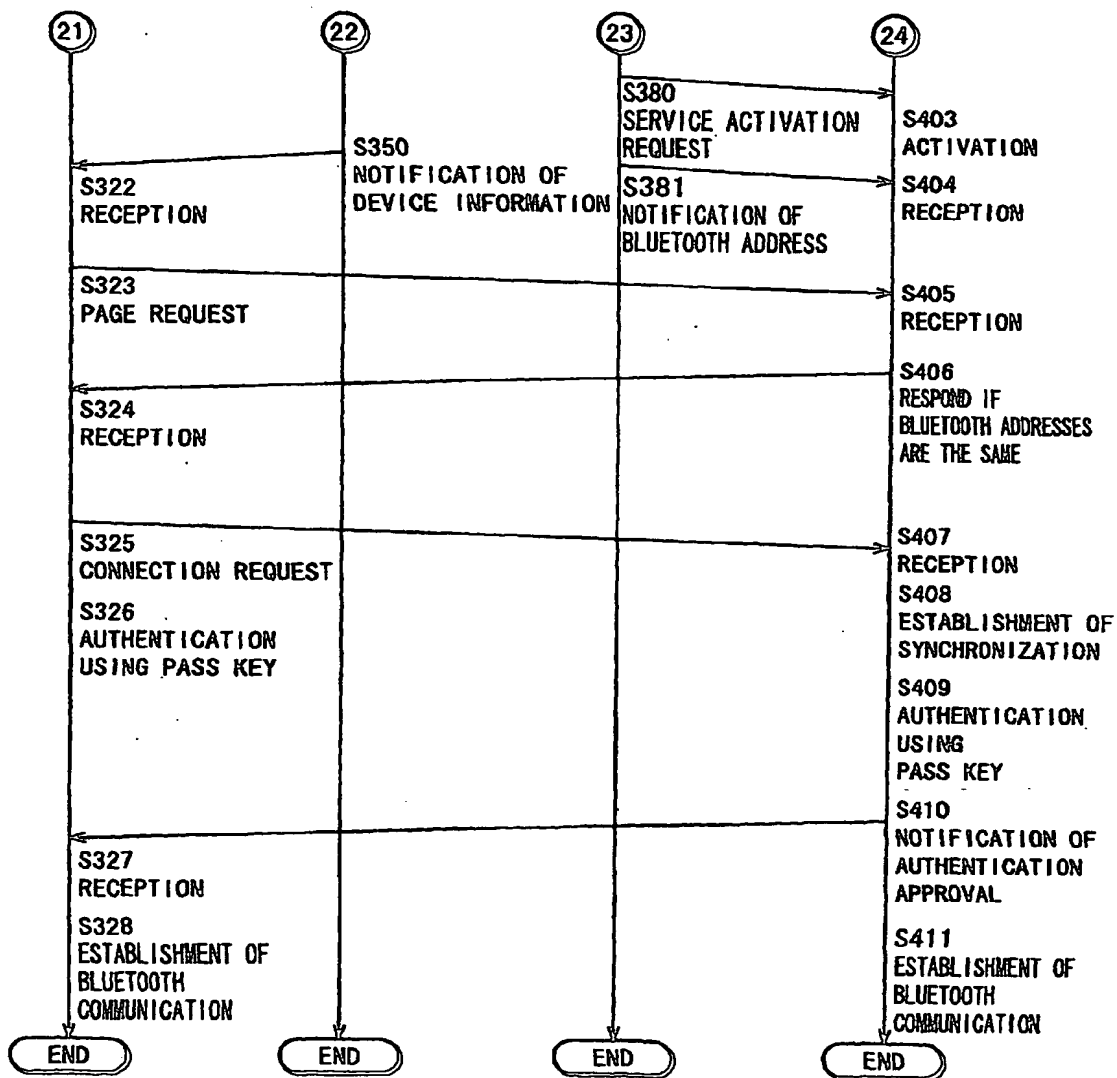 21
22
23
24
S380
SERVICE ACTIVATION
REQUEST
S403
ACTIVATION
S350
NOTIFICATION OF
DEVICE INFORMATION
S322
RECEPTION
S381
NOTIFICATION OF
BLUETOOTH ADDRESS
S404
RECEPTION
S323
PAGE REQUEST
S405
RECEPTION
S406
RESPOND IF
BLUETOOTH ADDRESSES
ARE THE SAME
S324
RECEPTION
S325
CONNECTION REQUEST
S407
RECEPTION
S326
AUTHENTICATION
USING PASS KEY
S408
ESTABLISHMENT OF
SYNCHRONIZATION
S409
AUTHENTICATION
USING
PASS KEY
S410
NOTIFICATION OF
AUTHENTICATION
APPROVAL
S327
RECEPTION
S328
ESTABLISHMENT OF
BLUETOOTH
COMMUNICATION
S411
ESTABLISHMENT OF
BLUETOOTH
COMMUNICATION
END
END
END
END